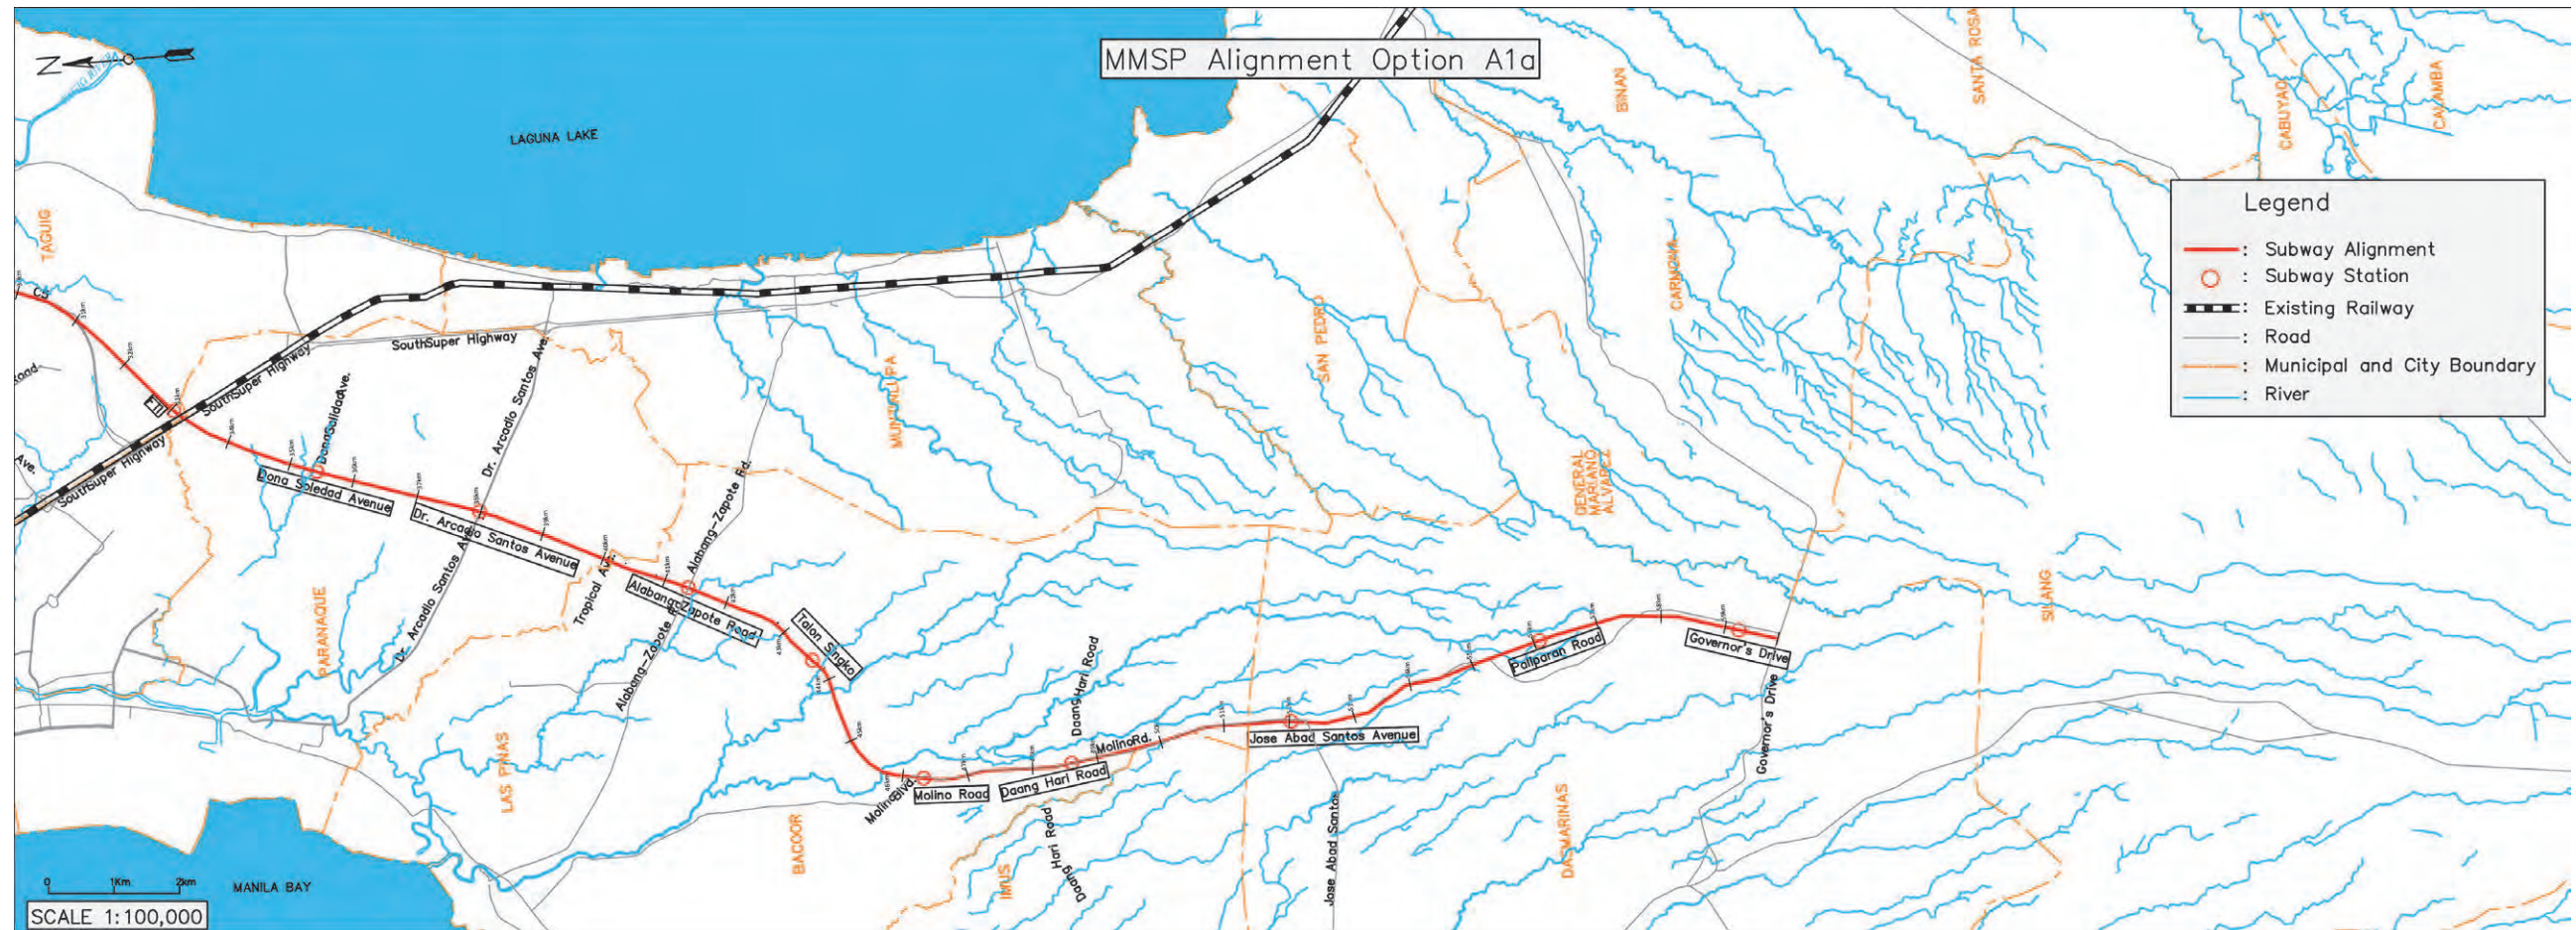 MMSP Alignment Option A1a
N
LAGUNA LAKE
TAGUIG
BINAN
SANTA ROSA
CABUYAO
CALAMBA
Legend
: Subway Alignment
: Subway Station
: Existing Railway
: Road
: Municipal and City Boundary
: River
C5
SouthSuper Highway
SouthSuper Highway
SouthSuper Highway
Ave.
DonaSolidadAve.
Dona Soledad Avenue
Dr. Arcadio Santos Ave.
Dr. Arcadio Santos Avenue
Dr. Arcadio Santos Ave.
PARANAQUE
Tropical Ave.
Alabang-Zapote Rd.
Alabang-Zapote Road
Alabang-Zapote
MUNTINLUPA
SAN PEDRO
CARMONA
GENERAL
MARIANO
ALVAREZ
SILANG
Talon Singko
LAS PINAS
BACOOR
MolinoBlvd.
Molino Road
Daang Hari Road
Daang Hari Road
Daang Hari Road
MolinoRd.
IMUS
Jose Abad Santos Avenue
Jose Abad Santos
Paliparan Road
Governor's Drive
Governor's Drive
DASMARINAS
MANILA BAY
0 1Km 2km
SCALE 1:100,000